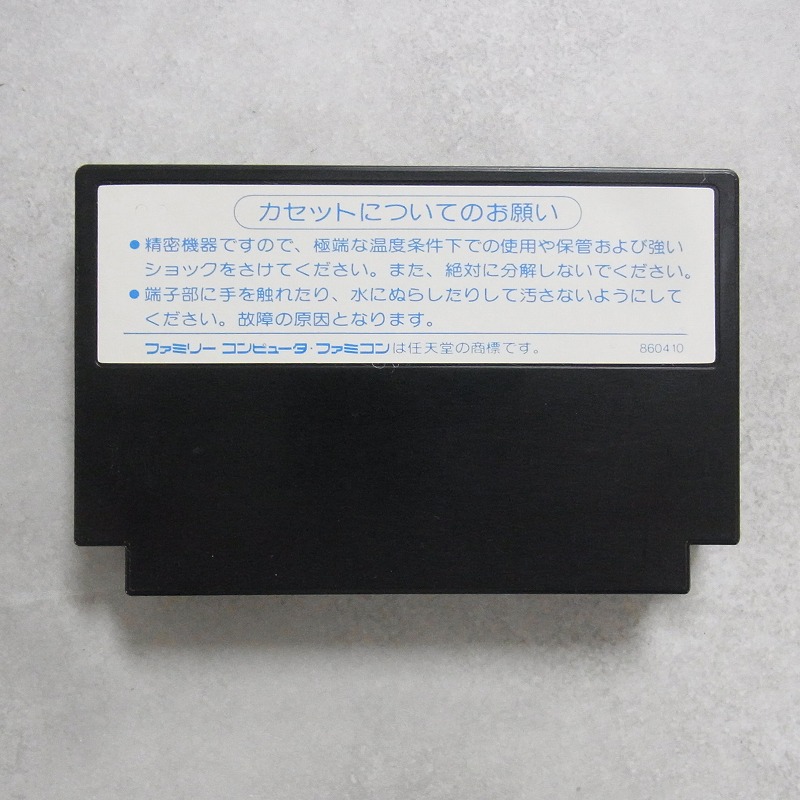 カセットについてのお願い
●精密機器ですので、極端な温度条件下での使用や保管および強い
ショックをさけてください。また、絶対に分解しないでください。
●端子部に手を触れたり、水にぬらしたりして汚さないようにして
ください。故障の原因となります。
ファミリー コンピュータ・ファミコンは任天堂の商標です。 860410